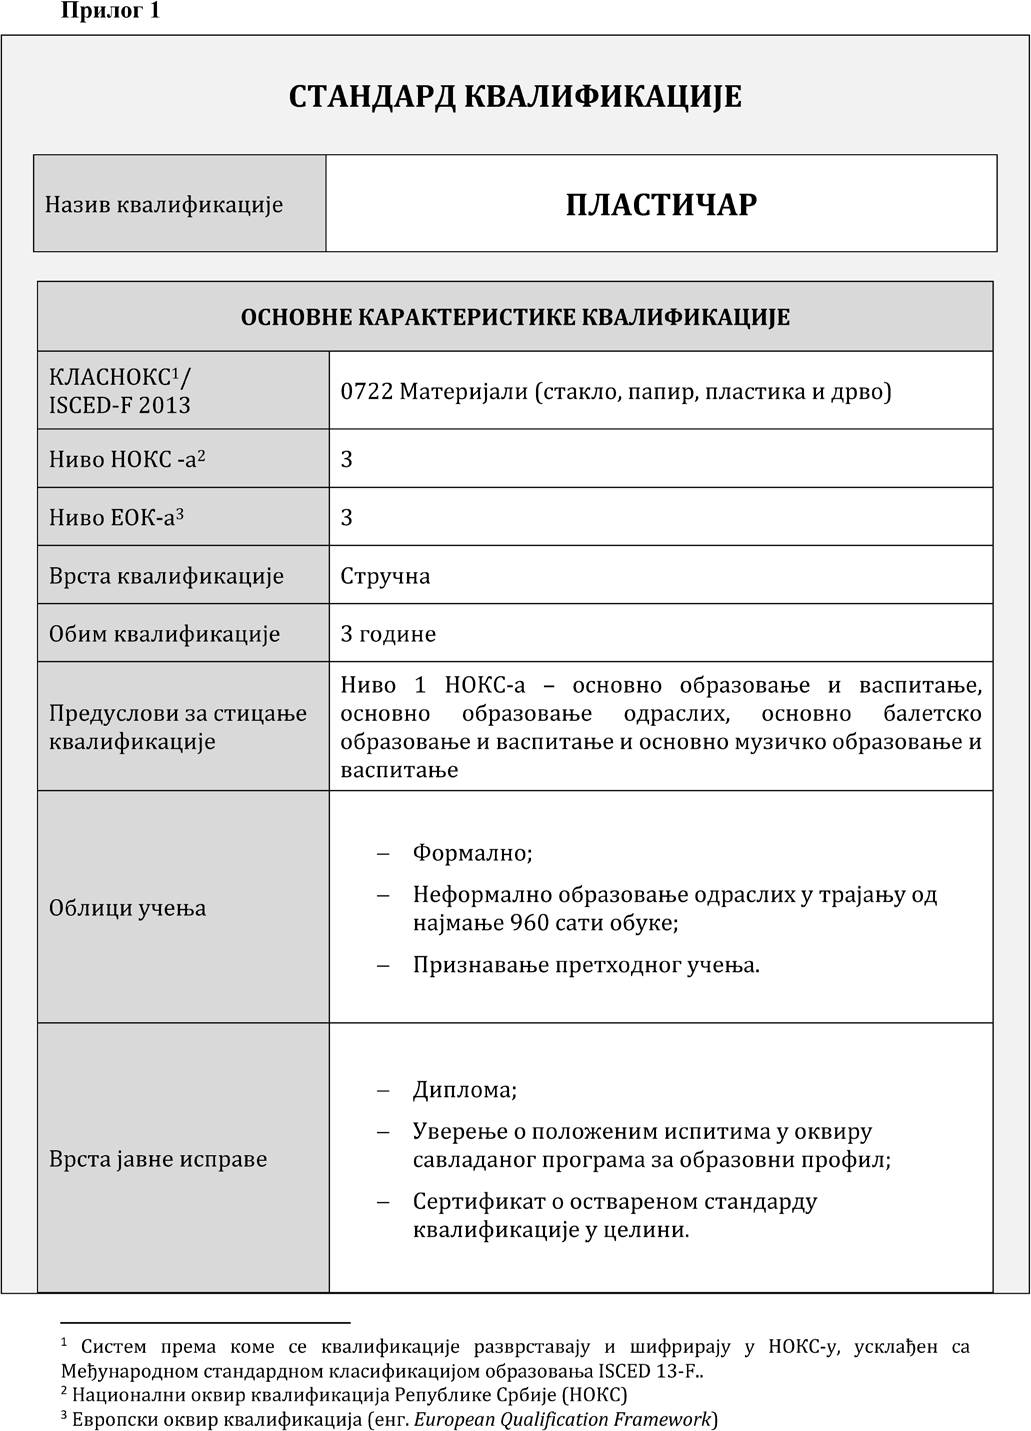 Прилог 1
СТАНДАРД КВАЛИФИКАЦИЈЕ
Назив квалификације
ПЛАСТИЧАР
ОСНОВНЕ КАРАКТЕРИСТИКЕ КВАЛИФИКАЦИЈЕ
КЛАСНОКС¹/
ISCED-F 2013
0722 Материјали (стакло, папир, пластика и дрво)
Ниво НОКС -а²
3
Ниво ЕОК-а³
3
Врста квалификације
Стручна
Обим квалификације
3 године
Предуслови за стицање
квалификације
Ниво 1 НОКС-а – основно образовање и васпитање,
основно образовање одраслих, основно балетско
образовање и васпитање и основно музичко образовање и
васпитање
Облици учења
– Формално;
– Неформално образовање одраслих у трајању од
најмање 960 сати обуке;
– Признавање претходног учења.
Врста јавне исправе
– Диплома;
– Уверење о положеним испитима у оквиру
савладаног програма за образовни профил;
– Сертификат о оствареном стандарду
квалификације у целини.
¹ Систем према коме се квалификације разврставају и шифрирају у НОКС-у, усклађен са
Међународном стандардном класификацијом образовања ISCED 13-F..
² Национални оквир квалификација Републике Србије (НОКС)
³ Европски оквир квалификација (енг. European Qualification Framework)